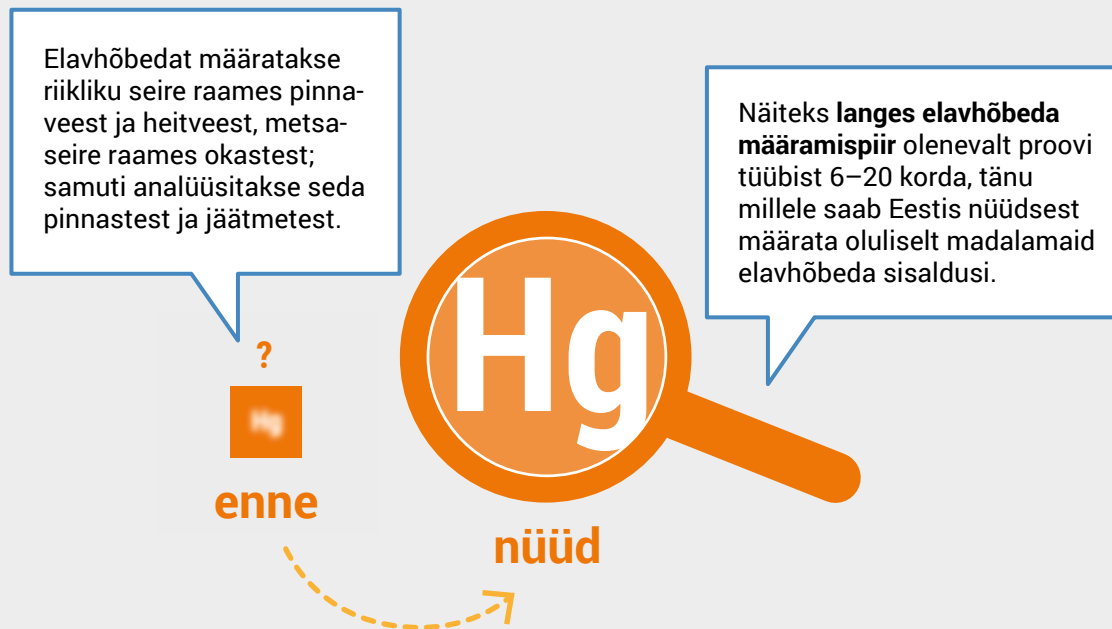 Elavhõbedat määratakse
riikliku seire raames pinna-
veest ja heitveest, metsa-
seire raames okastest;
samuti analüüsitakse seda
pinnastest ja jäätmetest.
Näiteks langes elavhõbeda
määramispiir olenevalt proovi
tüübist 6–20 korda, tänu
millele saab Eestis nüüdsest
määrata oluliselt madalamaid
elavhõbeda sisaldusi.
?
Hg
enne
Hg
nüüd